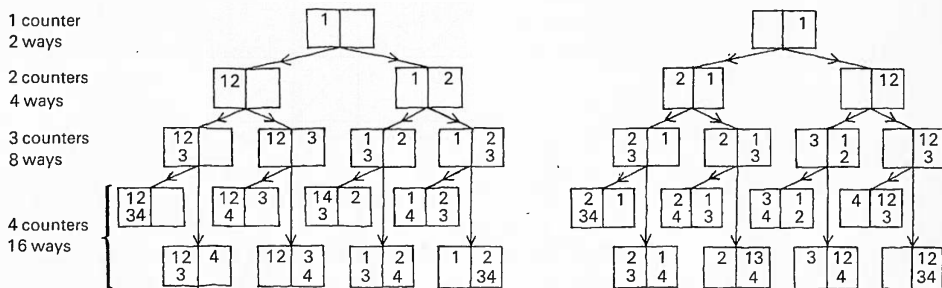 1 counter 1 1
2 ways
2 counters 12 1 2 2 1 12
4 ways
3 counters 12 12 3 1 2 1 2 2 1 2 1 3 1 12
8 ways 3 3 3 3 3 2 3
12 12 3 14 2 1 2 2 1 2 1 3 1 4 12
34 4 3 4 3 34 4 3 4 2 3
4 counters
16 ways
12 4 12 3 1 2 1 2 2 1 2 13 3 12 12
3 4 3 4 34 3 4 4 4 34